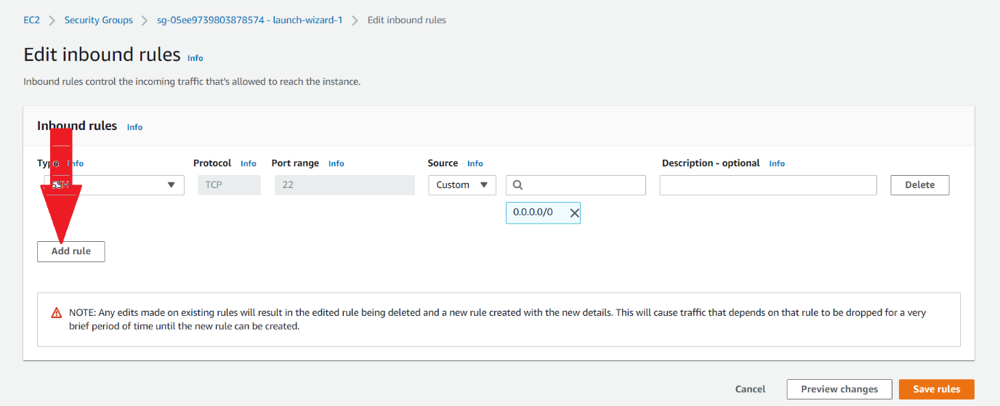 EC2 > Security Groups > sg-05ee9739803878574 - launch-wizard-1 > Edit inbound rules
Edit inbound rules Info
Inbound rules control the incoming traffic that's allowed to reach the instance.
Inbound rules Info
Type Info Protocol Info Port range Info Source Info Description - optional Info
SSH TCP 22 Custom Delete
0.0.0.0/0
Add rule
NOTE: Any edits made on existing rules will result in the edited rule being deleted and a new rule created with the new details. This will cause traffic that depends on that rule to be dropped for a very
brief period of time until the new rule can be created.
Cancel Preview changes Save rules